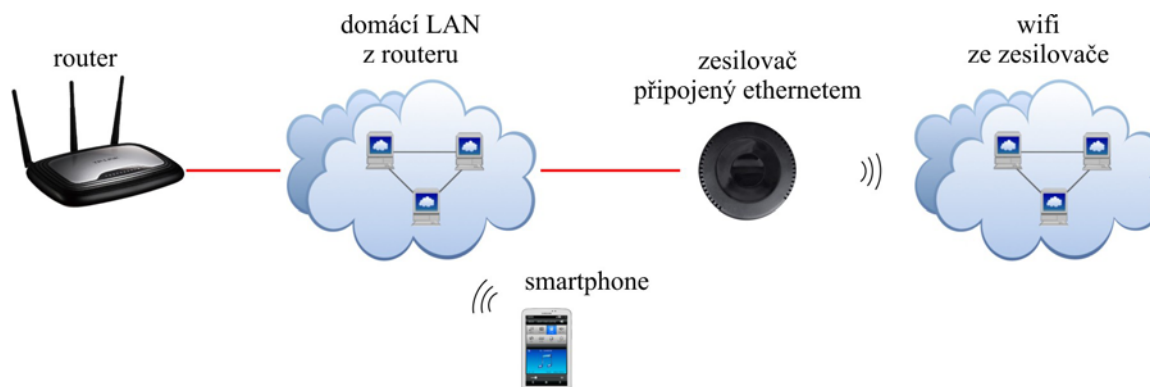 router
domácí LAN
z routeru
zesilovač
připojený ethernetem
wifi
ze zesilovače
smartphone